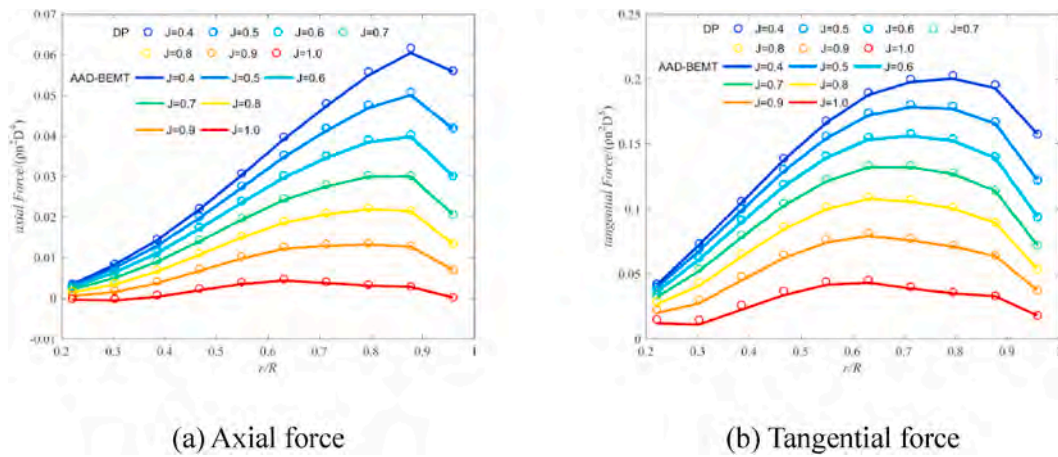 DP J=0.4 J=0.5 J=0.6 J=0.7
J=0.8 J=0.9 J=1.0
AAD-BEMT J=0.4 J=0.5 J=0.6
J=0.7 J=0.8
J=0.9 J=1.0
axial Force/(ρn²D⁴)
0.07
0.06
0.05
0.04
0.03
0.02
0.01
0
-0.01
0.2 0.3 0.4 0.5 0.6 0.7 0.8 0.9 1
r/R
(a) Axial force
DP J=0.4 J=0.5 J=0.6 J=0.7
J=0.8 J=0.9 J=1.0
AAD-BEMT J=0.4 J=0.5 J=0.6
J=0.7 J=0.8
J=0.9 J=1.0
tangential Force/(ρn²D⁵)
0.25
0.2
0.15
0.1
0.05
0
0.2 0.3 0.4 0.5 0.6 0.7 0.8 0.9 1
r/R
(b) Tangential force